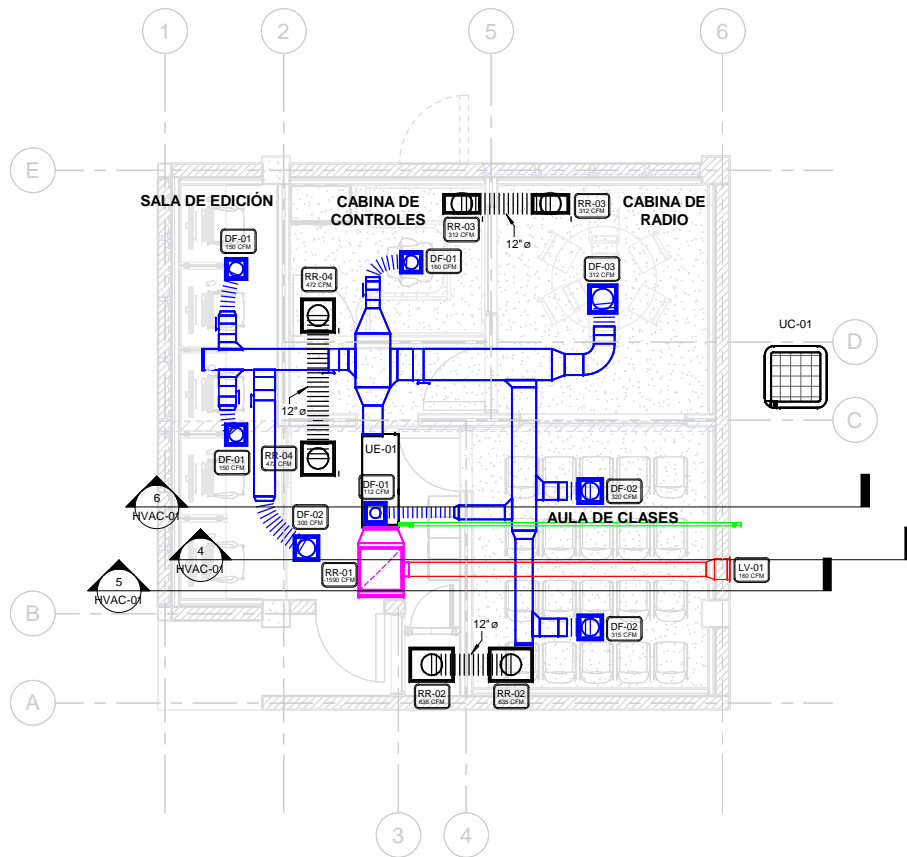 1
2
5
6
E
SALA DE EDICIÓN
CABINA DE
CONTROLES
CABINA DE
RADIO
RR-03
312 CFM
RR-03
312 CFM
12"ø
DF-01
150 CFM
DF-01
160 CFM
DF-03
312 CFM
RR-04
472 CFM
UC-01
D
12"ø
C
UE-01
DF-01
150 CFM
RR-04
472 CFM
DF-01
112 CFM
DF-02
320 CFM
6
HVAC-01
DF-02
300 CFM
AULA DE CLASES
4
HVAC-01
RR-01
-1590 CFM
LV-01
160 CFM
5
HVAC-01
B
12"ø
DF-02
315 CFM
RR-02
635 CFM
RR-02
635 CFM
A
3
4